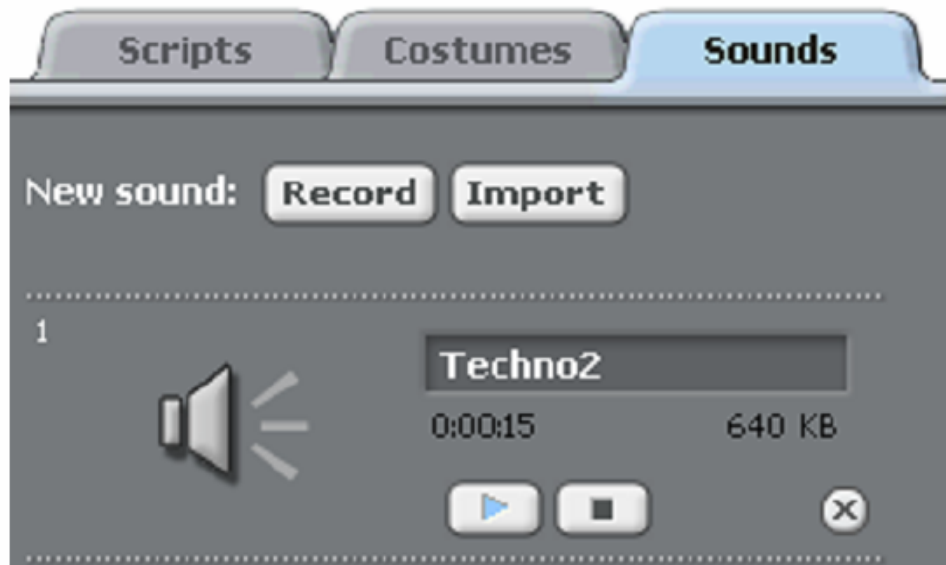 Scripts Costumes Sounds
New sound: Record Import
1
Techno2
0:00:15 640 KB